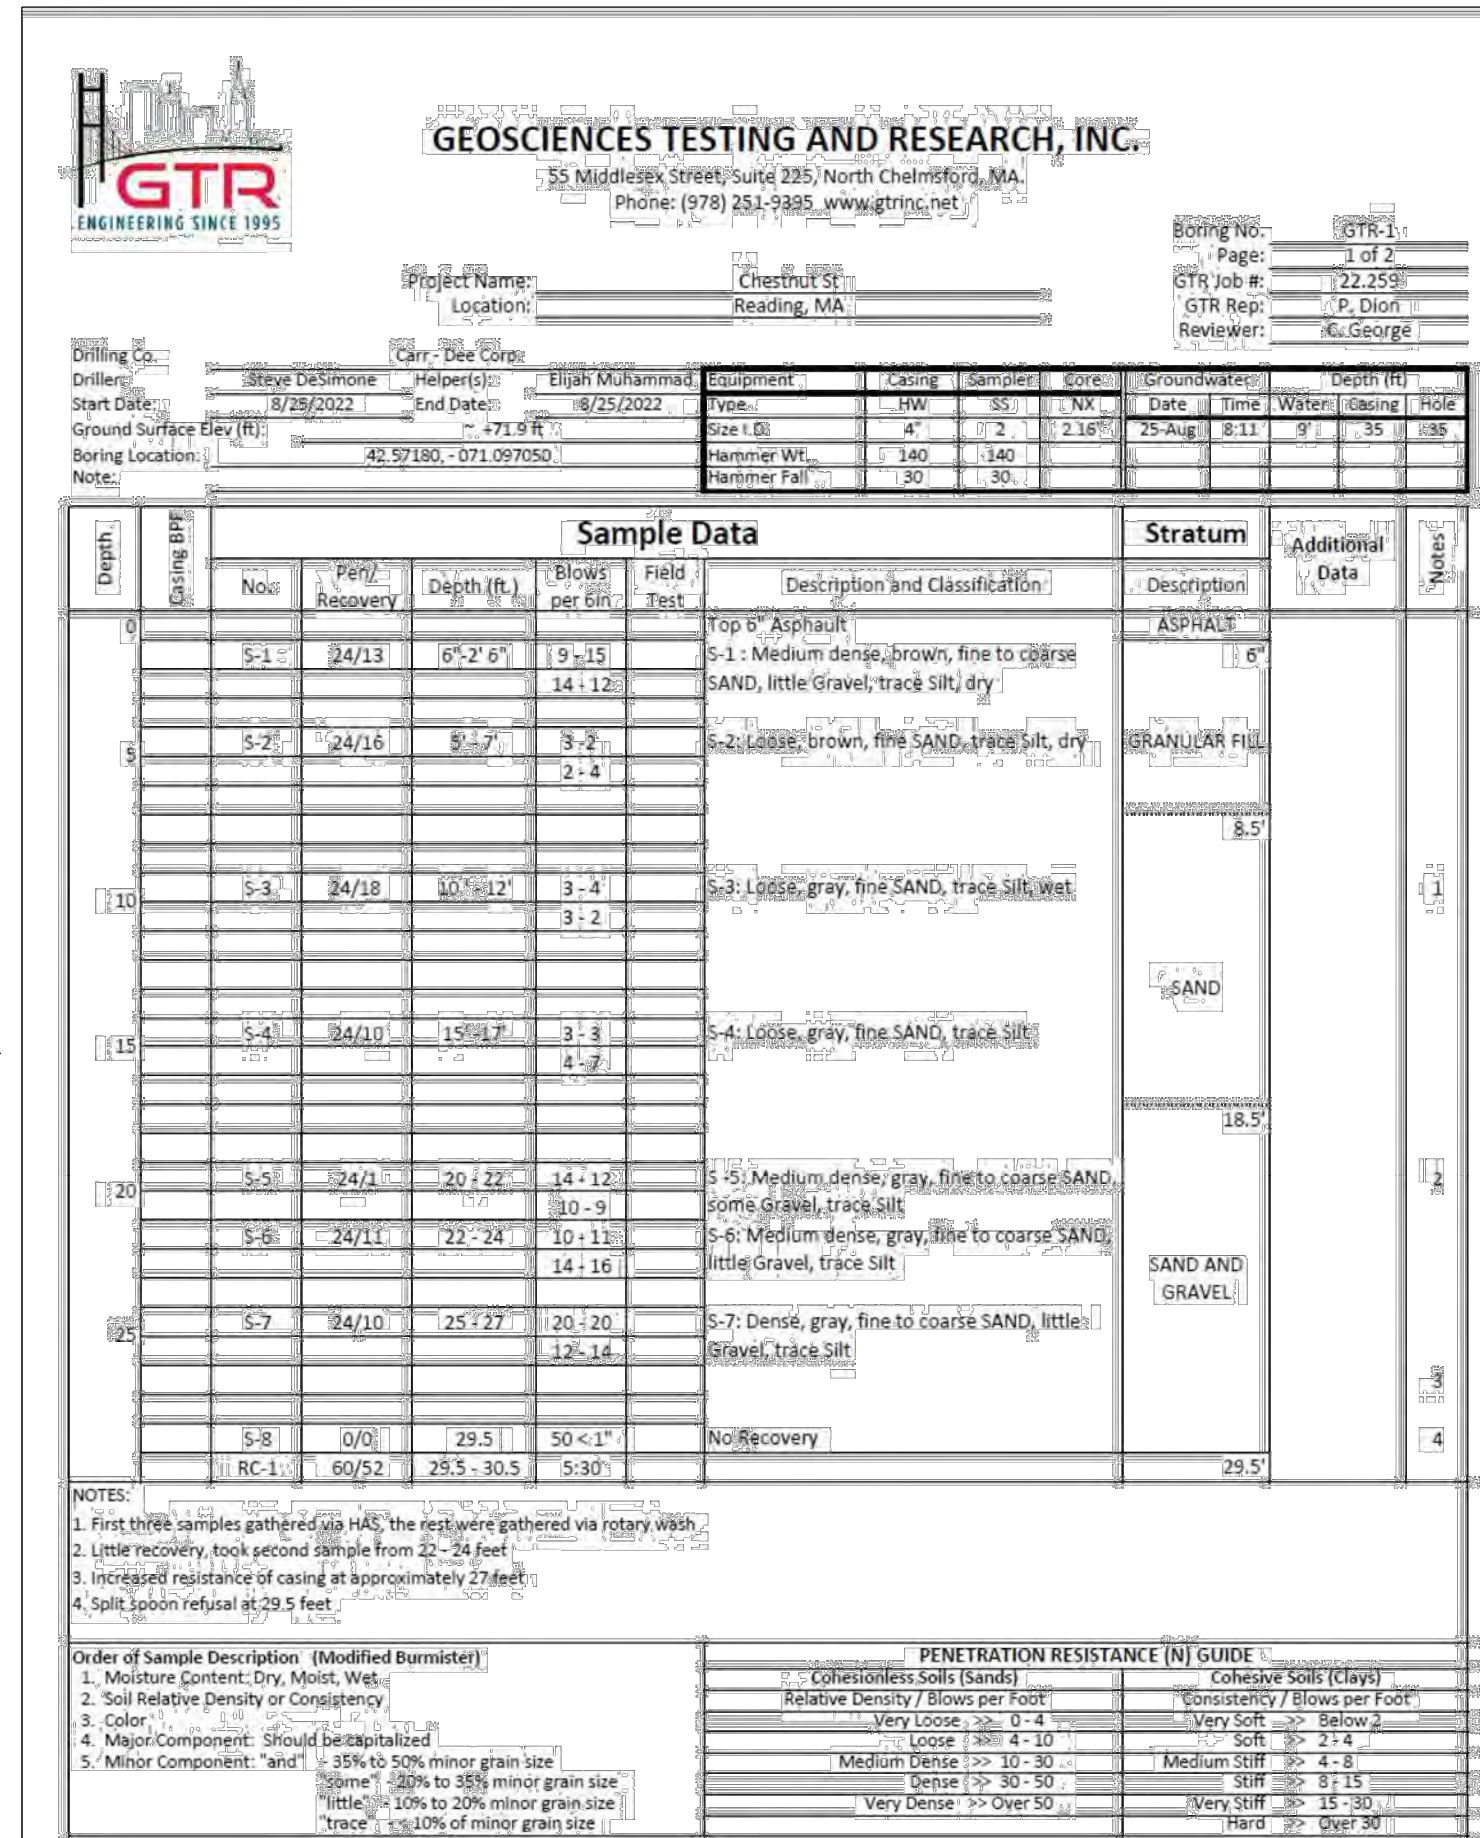 GTR
ENGINEERING SINCE 1995
GEOSCIENCES TESTING AND RESEARCH, INC.
55 Middlesex Street, Suite 225, North Chelmsford, MA.
Phone: (978) 251-9395 www.gtrinc.net
Boring No. GTR-1
Page: 1 of 2
Project Name: Chestnut St GTR Job #: 22.259
Location: Reading, MA GTR Rep: P. Dion
Reviewer: C. George
Drilling Co. Carr - Dee Corp
Driller: Steve DeSimone Helper(s): Elijah Muhammad Equipment Casing Sampler Core Groundwater Depth (ft)
Start Date: 8/25/2022 End Date: 8/25/2022 Type HW SS NX Date Time Water Casing Hole
Ground Surface Elev (ft): ~ +71.9 ft Size I.D. 4" 2 2.16" 25-Aug 8:11 9' 35 35
Boring Location: 42.57180, - 071.097050 Hammer Wt. 140 140
Note: Hammer Fall 30 30
Depth Casing BPF Sample Data Stratum Additional Data Notes
No. Pen/ Recovery Depth (ft.) Blows per 6in Field Test Description and Classification Description
0 Top 6" Asphault ASPHALT
S-1 24/13 6"-2' 6" 9 - 15 S-1 : Medium dense, brown, fine to coarse 6"
14 - 12 SAND, little Gravel, trace Silt, dry
5 S-2 24/16 5' - 7' 3 -2 S-2: Loose, brown, fine SAND, trace Silt, dry GRANULAR FILL
2 - 4
8.5'
10 S-3 24/18 10' - 12' 3 - 4 S-3: Loose, gray, fine SAND, trace Silt, wet 1
3 - 2
SAND
15 S-4 24/10 15' -17' 3 - 3 S-4: Loose, gray, fine SAND, trace Silt
4 - 7
18.5'
20 S-5 24/1 20 - 22 14 - 12 S -5: Medium dense, gray, fine to coarse SAND, 2
10 - 9 some Gravel, trace Silt
S-6 24/11 22 - 24 10 - 11 S-6: Medium dense, gray, fine to coarse SAND,
14 - 16 little Gravel, trace Silt SAND AND
GRAVEL
25 S-7 24/10 25 - 27 20 - 20 S-7: Dense, gray, fine to coarse SAND, little
12 - 14 Gravel, trace Silt
3
S-8 0/0 29.5 50 < 1" No Recovery 4
RC-1 60/52 29.5 - 30.5 5:30 29.5'
NOTES:
1. First three samples gathered via HAS, the rest were gathered via rotary wash
2. Little recovery, took second sample from 22 - 24 feet
3. Increased resistance of casing at approximately 27 feet
4. Split spoon refusal at 29.5 feet
Order of Sample Description (Modified Burmister) PENETRATION RESISTANCE (N) GUIDE
1. Moisture Content: Dry, Moist, Wet Cohesionless Soils (Sands) Cohesive Soils (Clays)
2. Soil Relative Density or Consistency Relative Density / Blows per Foot Consistency / Blows per Foot
3. Color Very Loose >> 0 - 4 Very Soft >> Below 2
4. Major Component: Should be capitalized Loose >> 4 - 10 Soft >> 2 - 4
5. Minor Component: "and" - 35% to 50% minor grain size Medium Dense >> 10 - 30 Medium Stiff >> 4 - 8
"some" - 20% to 35% minor grain size Dense >> 30 - 50 Stiff >> 8 - 15
"little" - 10% to 20% minor grain size Very Dense >> Over 50 Very Stiff >> 15 - 30
"trace" - < 10% of minor grain size Hard >> Over 30